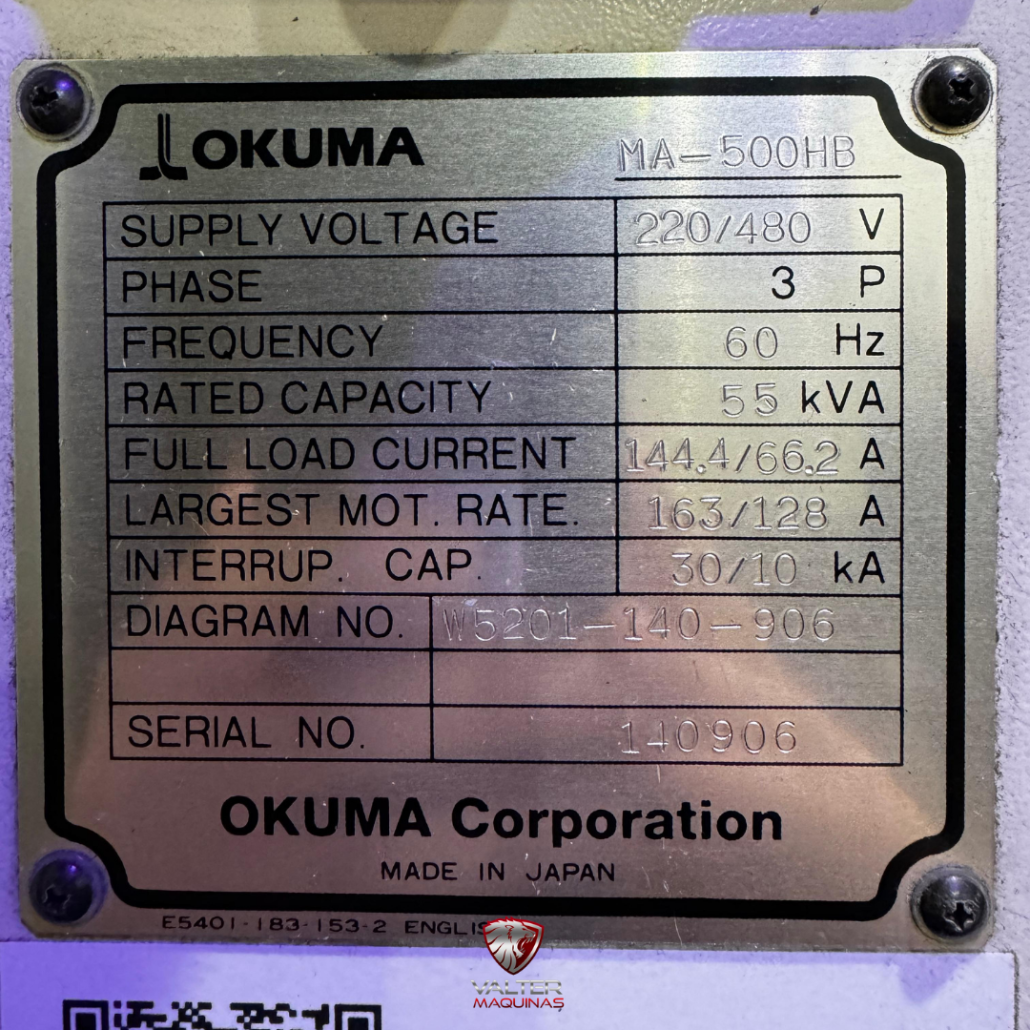 OKUMA MA-500HB
SUPPLY VOLTAGE 220/480 V
PHASE 3 P
FREQUENCY 60 Hz
RATED CAPACITY 55 kVA
FULL LOAD CURRENT 144.4/66.2 A
LARGEST MOT. RATE. 163/128 A
INTERRUP. CAP. 30/10 kA
DIAGRAM NO. W5201-140-906
SERIAL NO. 140906
OKUMA Corporation
MADE IN JAPAN
E5401-183-153-2 ENGLIS
VALTER
MAQUINAS